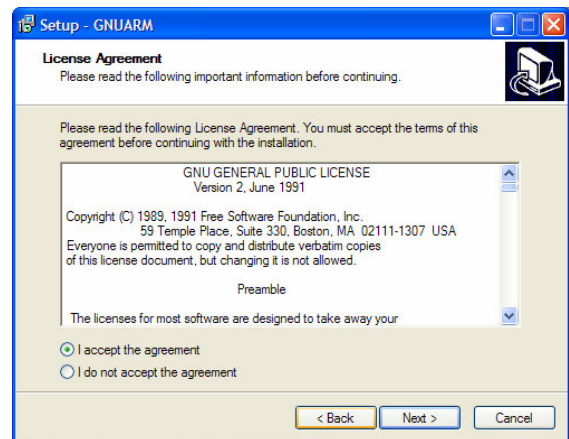 Setup - GNUARM
License Agreement
Please read the following important information before continuing.
Please read the following License Agreement. You must accept the terms of this
agreement before continuing with the installation.
GNU GENERAL PUBLIC LICENSE
Version 2, June 1991
Copyright (C) 1989, 1991 Free Software Foundation, Inc.
59 Temple Place, Suite 330, Boston, MA 02111-1307 USA
Everyone is permitted to copy and distribute verbatim copies
of this license document, but changing it is not allowed.
Preamble
The licenses for most software are designed to take away your
I accept the agreement
I do not accept the agreement
< Back Next > Cancel